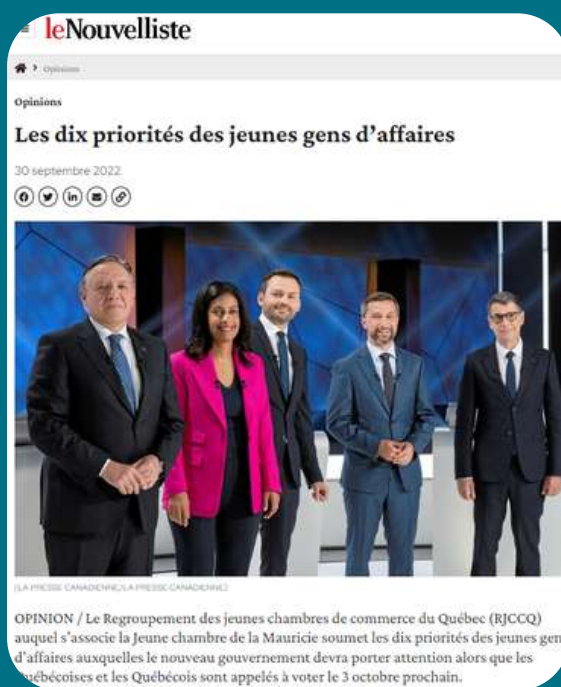 leNouvelliste
Opinions
Opinions
Les dix priorités des jeunes gens d'affaires
30 septembre 2022
(LA PRESSE CANADIENNE/LA PRESSE CANADIENNE)
OPINION / Le Regroupement des jeunes chambres de commerce du Québec (RJCCQ)
auquel s'associe la Jeune chambre de la Mauricie soumet les dix priorités des jeunes gen
d'affaires auxquelles le nouveau gouvernement devra porter attention alors que les
uébécoises et les Québécois sont appelés à voter le 3 octobre prochain.